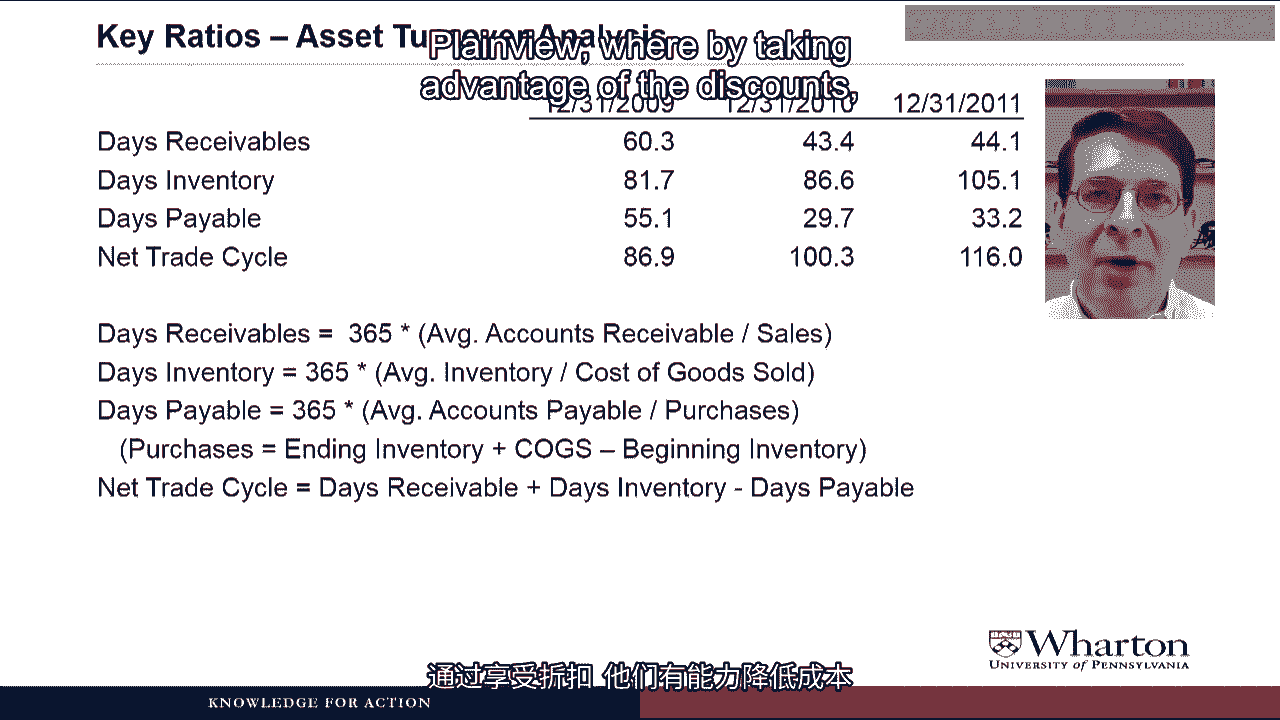 Key Ratios – Asset Turnover Analysis
Plainview, where by taking
advantage of the discounts,
12/31/2009 12/31/2010 12/31/2011
Days Receivables 60.3 43.4 44.1
Days Inventory 81.7 86.6 105.1
Days Payable 55.1 29.7 33.2
Net Trade Cycle 86.9 100.3 116.0
Days Receivables = 365 * (Avg. Accounts Receivable / Sales)
Days Inventory = 365 * (Avg. Inventory / Cost of Goods Sold)
Days Payable = 365 * (Avg. Accounts Payable / Purchases)
(Purchases = Ending Inventory + COGS – Beginning Inventory)
Net Trade Cycle = Days Receivable + Days Inventory - Days Payable
Wharton
UNIVERSITY of PENNSYLVANIA
通过享受折扣 他们有能力降低成本
KNOWLEDGE FOR ACTION